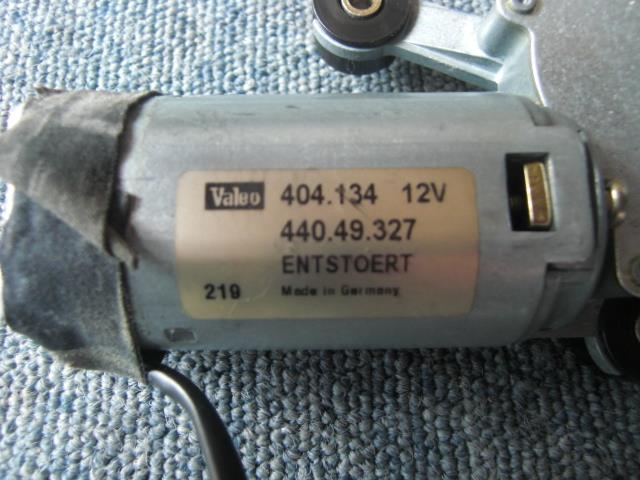 Valeo 404.134 12V
440.49.327
ENTSTOERT
219 Made in Germany